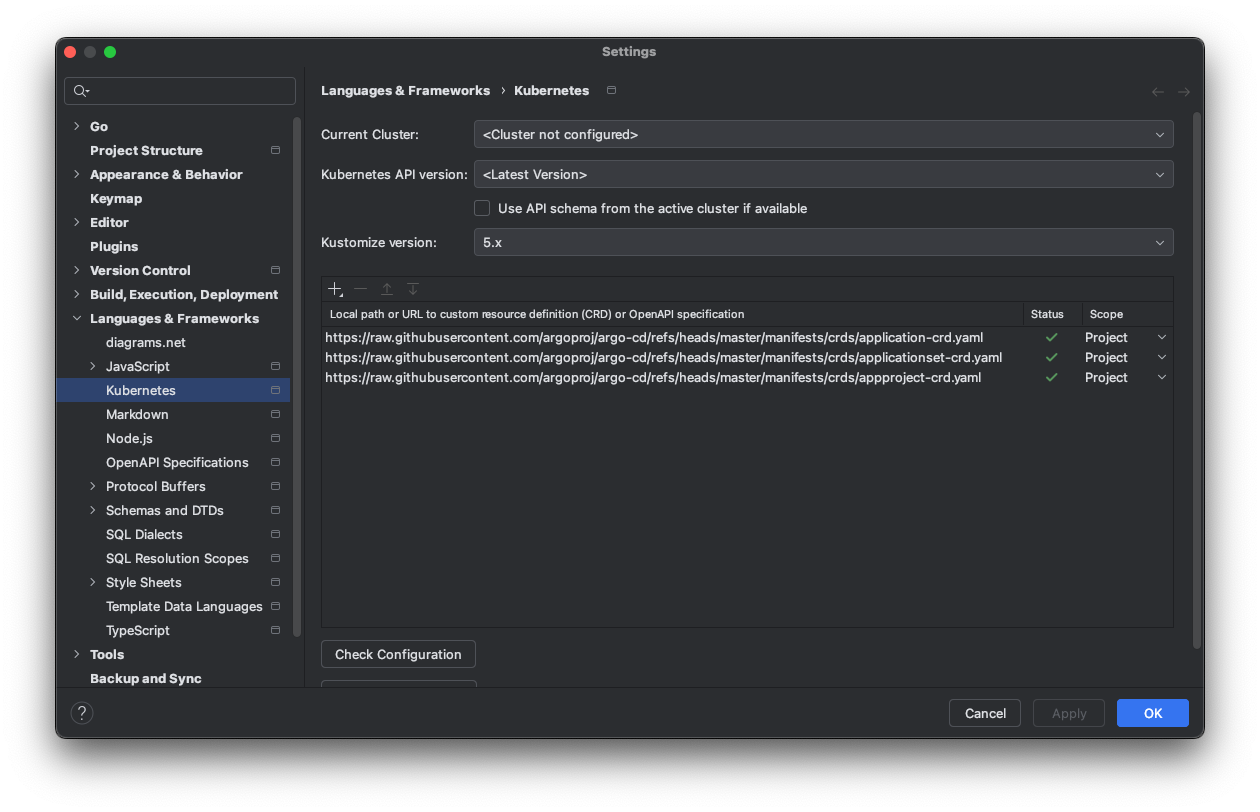 Settings
Go
Project Structure
Appearance & Behavior
Keymap
Editor
Plugins
Version Control
Build, Execution, Deployment
Languages & Frameworks
diagrams.net
JavaScript
Kubernetes
Markdown
Node.js
OpenAPI Specifications
Protocol Buffers
Schemas and DTDs
SQL Dialects
SQL Resolution Scopes
Style Sheets
Template Data Languages
TypeScript
Tools
Backup and Sync
Languages & Frameworks › Kubernetes
Current Cluster: <Cluster not configured>
Kubernetes API version: <Latest Version>
Use API schema from the active cluster if available
Kustomize version: 5.x
Local path or URL to custom resource definition (CRD) or OpenAPI specification Status Scope
https://raw.githubusercontent.com/argoproj/argo-cd/refs/heads/master/manifests/crds/application-crd.yaml Project
https://raw.githubusercontent.com/argoproj/argo-cd/refs/heads/master/manifests/crds/applicationset-crd.yaml Project
https://raw.githubusercontent.com/argoproj/argo-cd/refs/heads/master/manifests/crds/appproject-crd.yaml Project
Check Configuration
? Cancel Apply OK